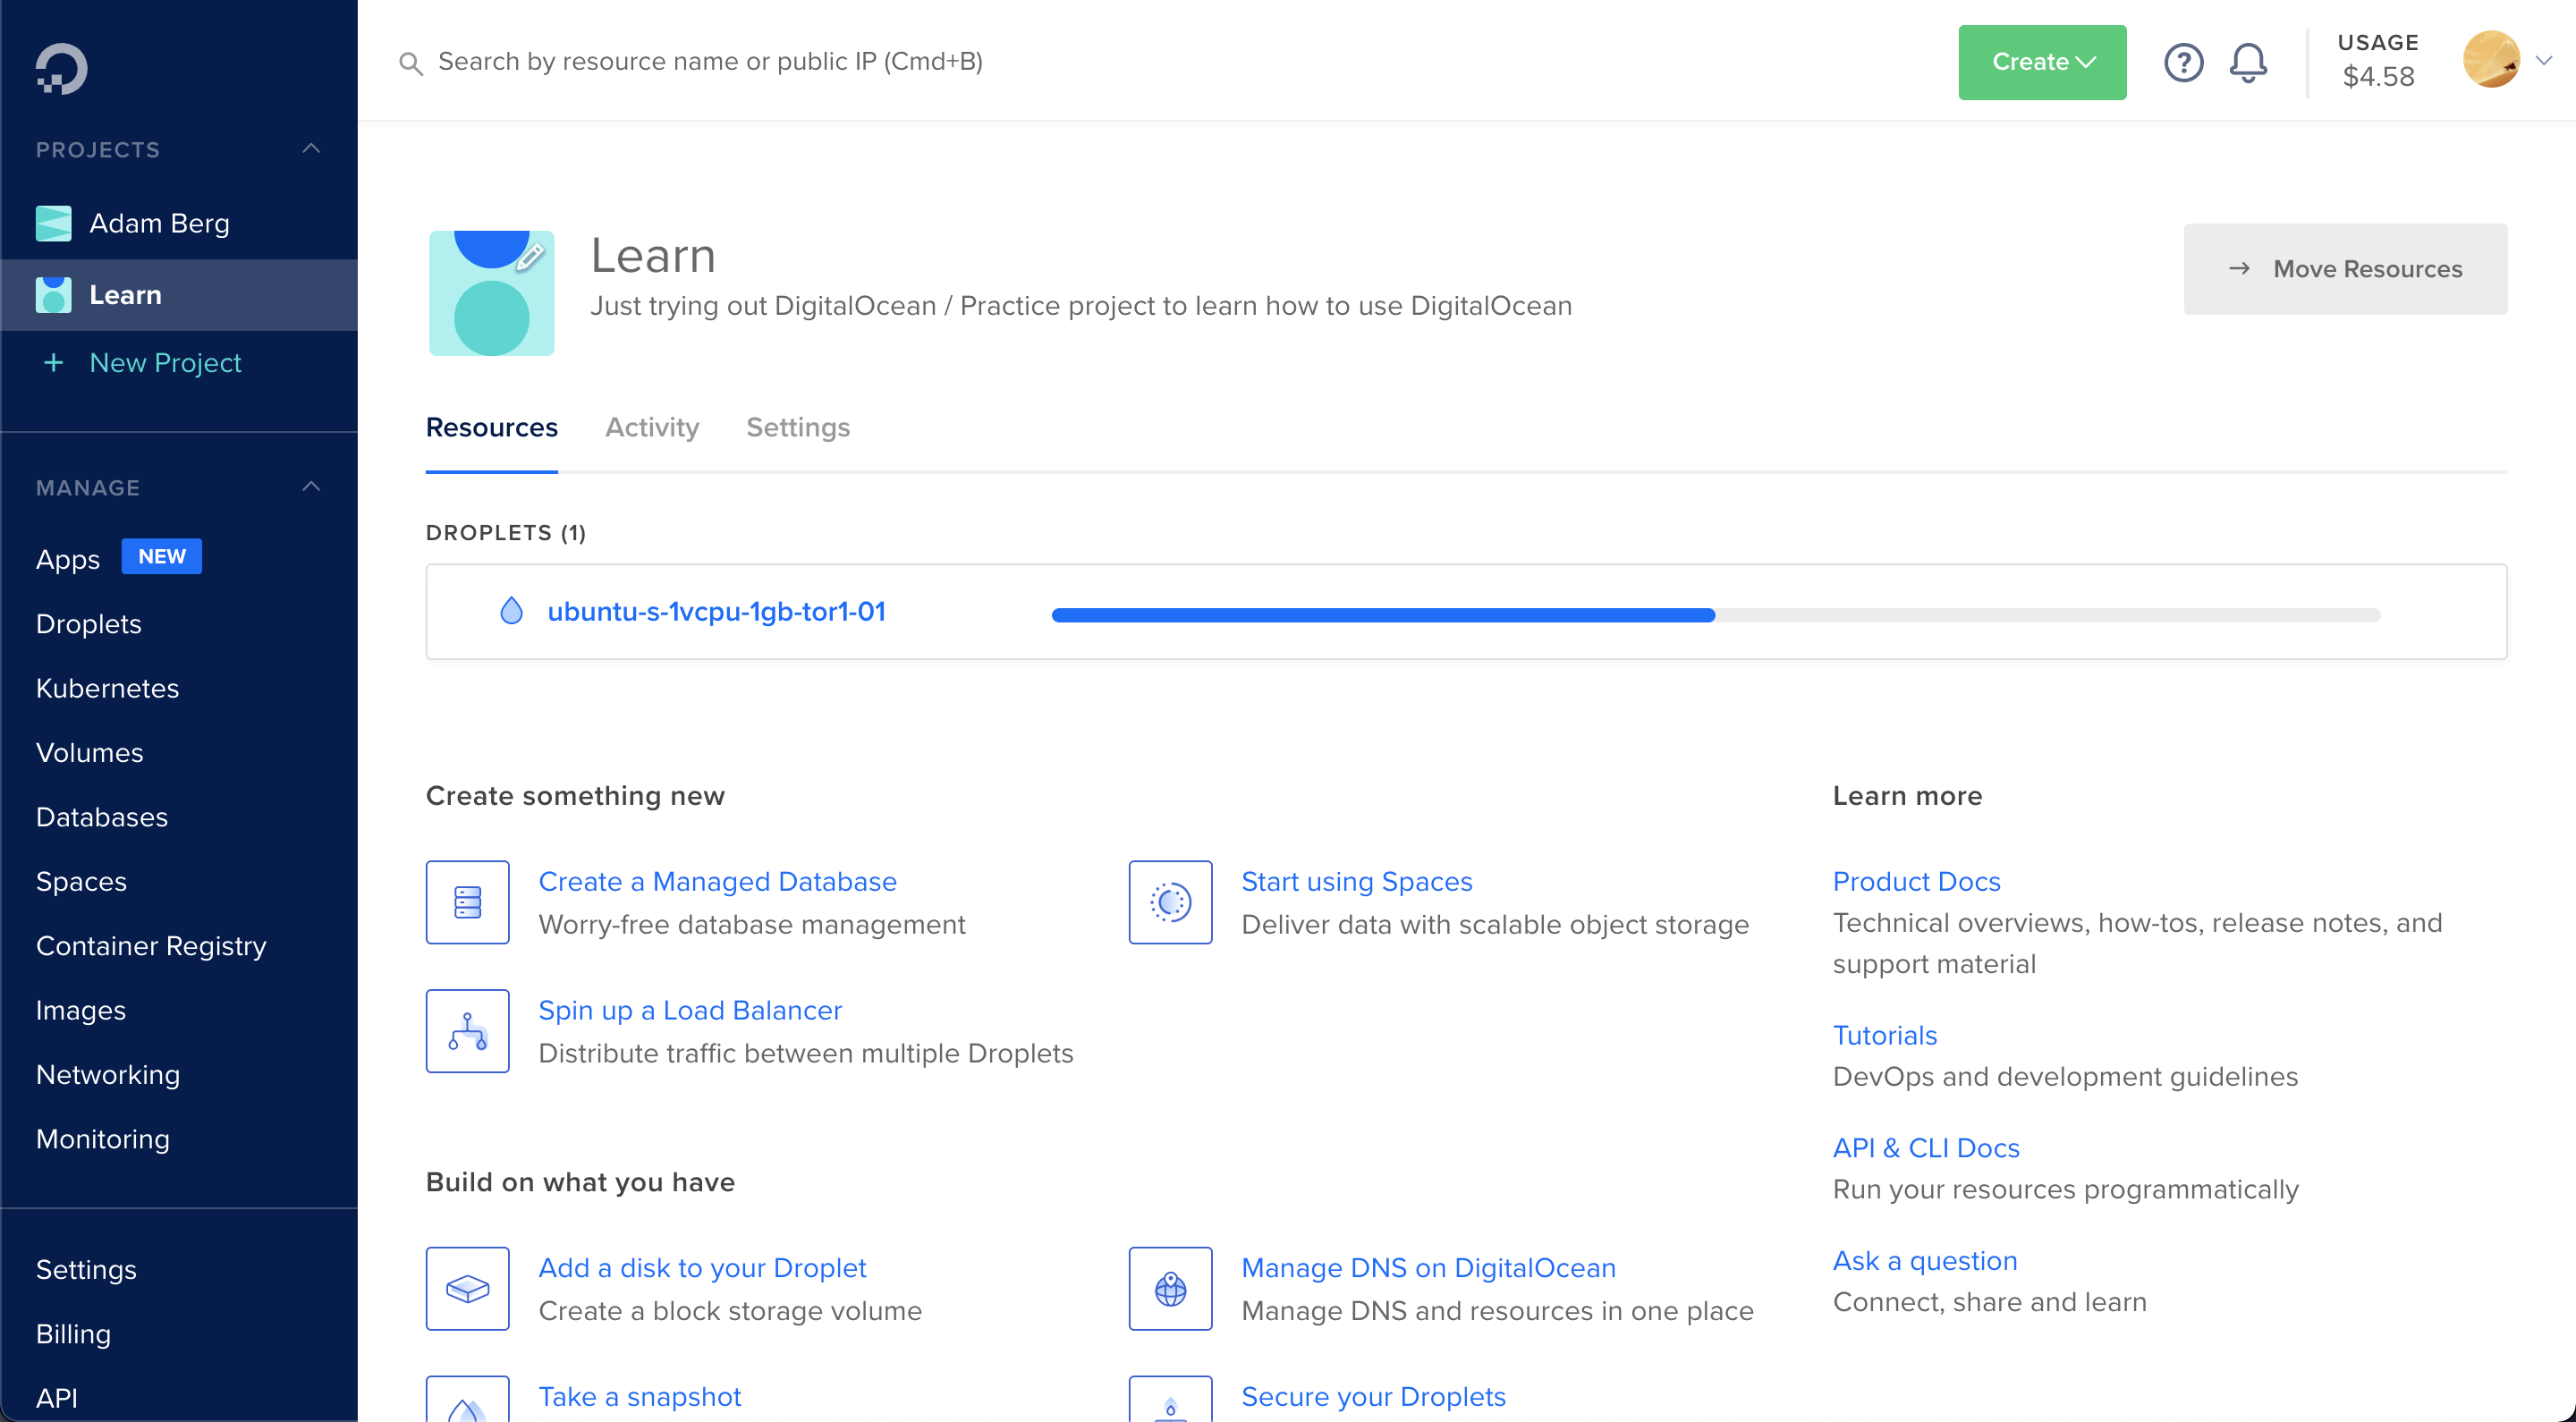 Search by resource name or public IP (Cmd+B)
Create
?
USAGE
$4.58
PROJECTS
Adam Berg
Learn
+ New Project
MANAGE
Apps NEW
Droplets
Kubernetes
Volumes
Databases
Spaces
Container Registry
Images
Networking
Monitoring
Settings
Billing
API
Learn
Just trying out DigitalOcean / Practice project to learn how to use DigitalOcean
→ Move Resources
Resources Activity Settings
DROPLETS (1)
ubuntu-s-1vcpu-1gb-tor1-01
Create something new
Create a Managed Database
Worry-free database management
Start using Spaces
Deliver data with scalable object storage
Spin up a Load Balancer
Distribute traffic between multiple Droplets
Build on what you have
Add a disk to your Droplet
Create a block storage volume
Manage DNS on DigitalOcean
Manage DNS and resources in one place
Take a snapshot
Secure your Droplets
Learn more
Product Docs
Technical overviews, how-tos, release notes, and
support material
Tutorials
DevOps and development guidelines
API & CLI Docs
Run your resources programmatically
Ask a question
Connect, share and learn